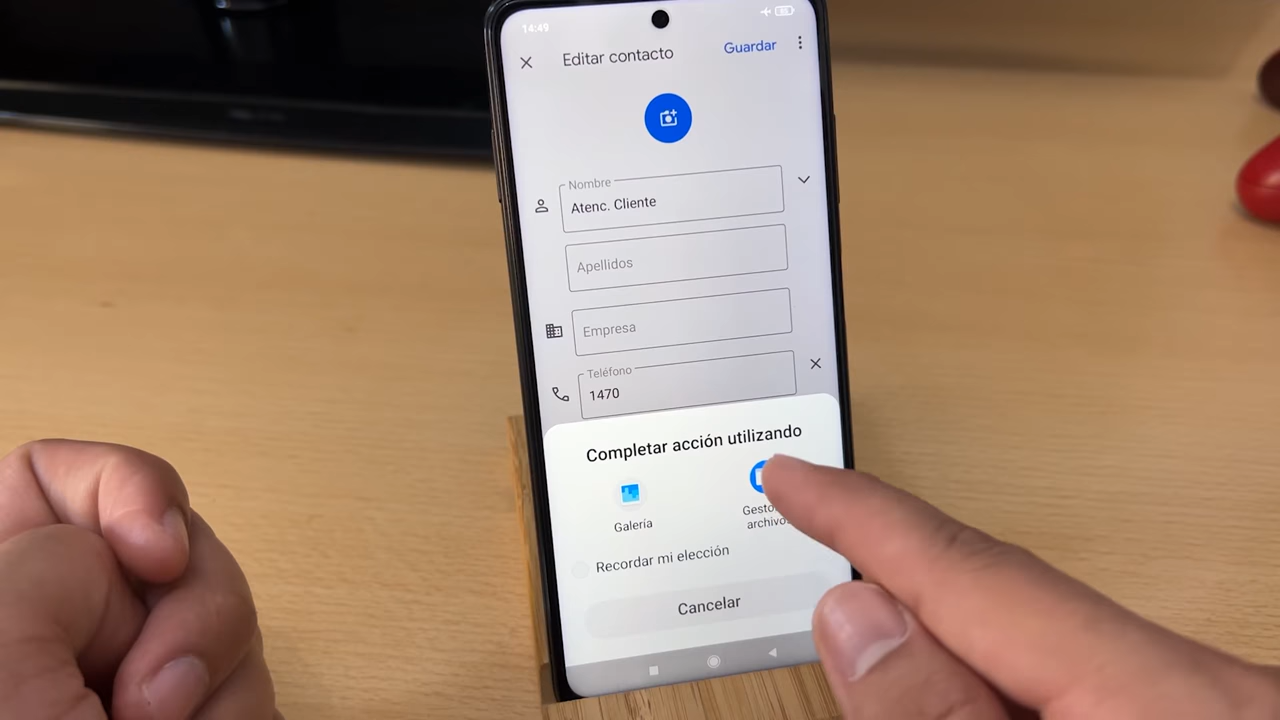 14:49
Editar contacto
Guardar
Nombre
Atenc. Cliente
Apellidos
Empresa
Teléfono
1470
Completar acción utilizando
Galería
Recordar mi elección
Cancelar